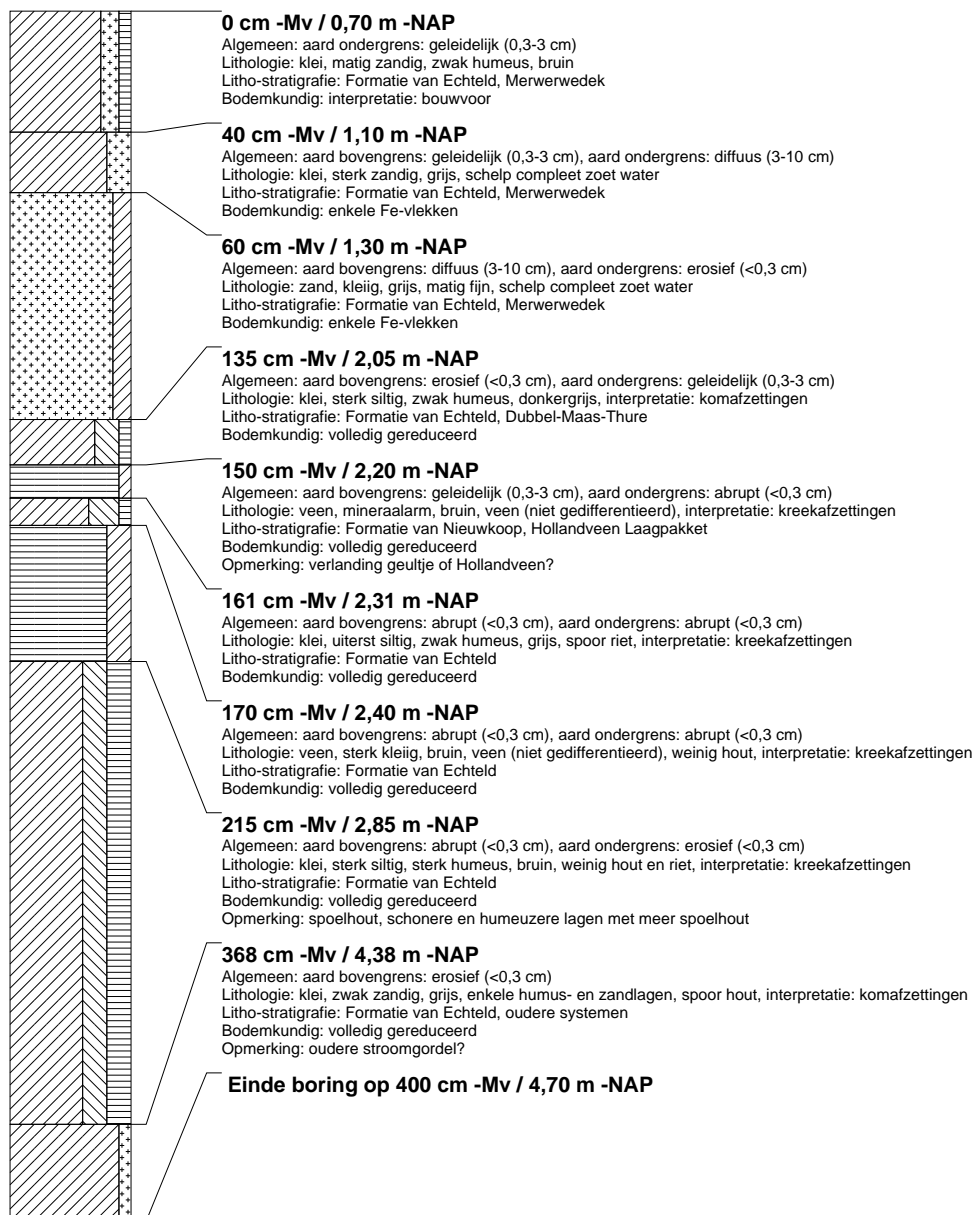 0 cm -Mv / 0,70 m -NAP
Algemeen: aard ondergrens: geleidelijk (0,3-3 cm)
Lithologie: klei, matig zandig, zwak humeus, bruin
Litho-stratigrafie: Formatie van Echteld, Merwerwedek
Bodemkundig: interpretatie: bouwvoor
40 cm -Mv / 1,10 m -NAP
Algemeen: aard bovengrens: geleidelijk (0,3-3 cm), aard ondergrens: diffuus (3-10 cm)
Lithologie: klei, sterk zandig, grijs, schelp compleet zoet water
Litho-stratigrafie: Formatie van Echteld, Merwerwedek
Bodemkundig: enkele Fe-vlekken
60 cm -Mv / 1,30 m -NAP
Algemeen: aard bovengrens: diffuus (3-10 cm), aard ondergrens: erosief (<0,3 cm)
Lithologie: zand, kleiig, grijs, matig fijn, schelp compleet zoet water
Litho-stratigrafie: Formatie van Echteld, Merwerwedek
Bodemkundig: enkele Fe-vlekken
135 cm -Mv / 2,05 m -NAP
Algemeen: aard bovengrens: erosief (<0,3 cm), aard ondergrens: geleidelijk (0,3-3 cm)
Lithologie: klei, sterk siltig, zwak humeus, donkergrijs, interpretatie: komafzettingen
Litho-stratigrafie: Formatie van Echteld, Dubbel-Maas-Thure
Bodemkundig: volledig gereduceerd
150 cm -Mv / 2,20 m -NAP
Algemeen: aard bovengrens: geleidelijk (0,3-3 cm), aard ondergrens: abrupt (<0,3 cm)
Lithologie: veen, mineraalarm, bruin, veen (niet gedifferentieerd), interpretatie: kreekafzettingen
Litho-stratigrafie: Formatie van Nieuwkoop, Hollandveen Laagpakket
Bodemkundig: volledig gereduceerd
Opmerking: verlanding geultje of Hollandveen?
161 cm -Mv / 2,31 m -NAP
Algemeen: aard bovengrens: abrupt (<0,3 cm), aard ondergrens: abrupt (<0,3 cm)
Lithologie: klei, uiterst siltig, zwak humeus, grijs, spoor riet, interpretatie: kreekafzettingen
Litho-stratigrafie: Formatie van Echteld
Bodemkundig: volledig gereduceerd
170 cm -Mv / 2,40 m -NAP
Algemeen: aard bovengrens: abrupt (<0,3 cm), aard ondergrens: abrupt (<0,3 cm)
Lithologie: veen, sterk kleiig, bruin, veen (niet gedifferentieerd), weinig hout, interpretatie: kreekafzettingen
Litho-stratigrafie: Formatie van Echteld
Bodemkundig: volledig gereduceerd
215 cm -Mv / 2,85 m -NAP
Algemeen: aard bovengrens: abrupt (<0,3 cm), aard ondergrens: erosief (<0,3 cm)
Lithologie: klei, sterk siltig, sterk humeus, bruin, weinig hout en riet, interpretatie: kreekafzettingen
Litho-stratigrafie: Formatie van Echteld
Bodemkundig: volledig gereduceerd
Opmerking: spoelhout, schonere en humeuzere lagen met meer spoelhout
368 cm -Mv / 4,38 m -NAP
Algemeen: aard bovengrens: erosief (<0,3 cm)
Lithologie: klei, zwak zandig, grijs, enkele humus- en zandlagen, spoor hout, interpretatie: komafzettingen
Litho-stratigrafie: Formatie van Echteld, oudere systemen
Bodemkundig: volledig gereduceerd
Opmerking: oudere stroomgordel?
Einde boring op 400 cm -Mv / 4,70 m -NAP